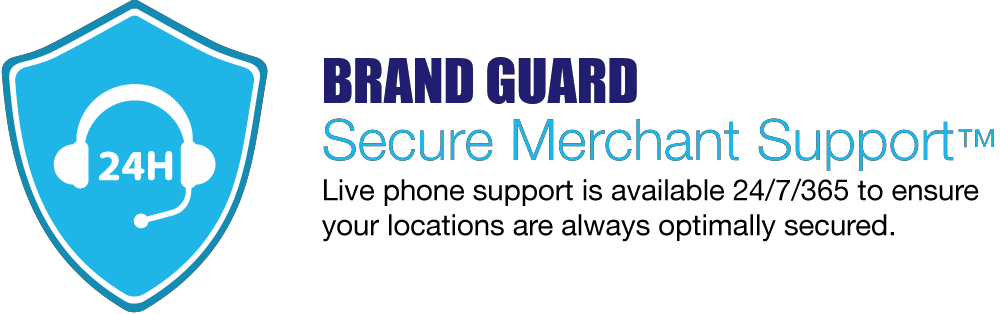 24H
BRAND GUARD
Secure Merchant Support™
Live phone support is available 24/7/365 to ensure
your locations are always optimally secured.